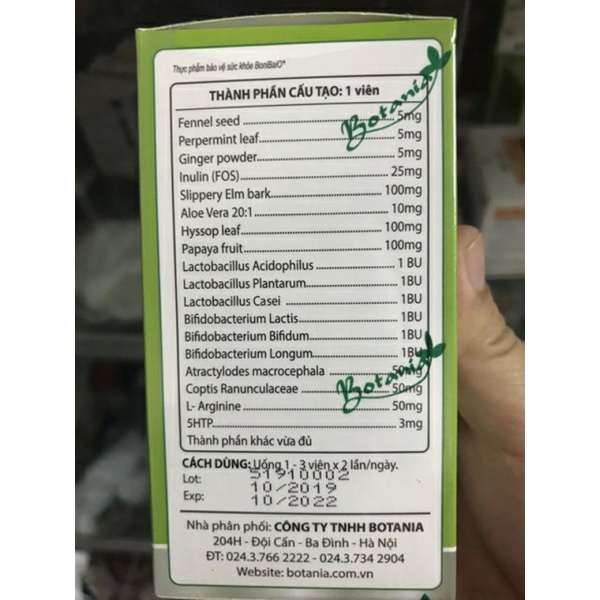 Thực phẩm bảo vệ sức khỏe BoniBaiO+
THÀNH PHẦN CẤU TẠO: 1 viên
Fennel seed 5mg
Perpermint leaf 5mg
Ginger powder 5mg
Inulin (FOS) 25mg
Slippery Elm bark 100mg
Aloe Vera 20:1 10mg
Hyssop leaf 100mg
Papaya fruit 100mg
Lactobacillus Acidophilus 1 BU
Lactobacillus Plantarum 1BU
Lactobacillus Casei 1BU
Bifidobacterium Lactis 1BU
Bifidobacterium Bifidum 1BU
Bifidobacterium Longum 1BU
Atractylodes macrocephala 50mg
Coptis Ranunculaceae 50mg
L- Arginine 50mg
5HTP 3mg
Thành phần khác vừa đủ
Botania
Botania
CÁCH DÙNG: Uống 1 - 3 viên x 2 lần/ngày.
Lot: 51910002
10/2019
Exp: 10/2022
Nhà phân phối: CÔNG TY TNHH BOTANIA
204H - Đội Cấn - Ba Đình - Hà Nội
ĐT: 024.3.766 2222 - 024.3.734 2904
Website: botania.com.vn